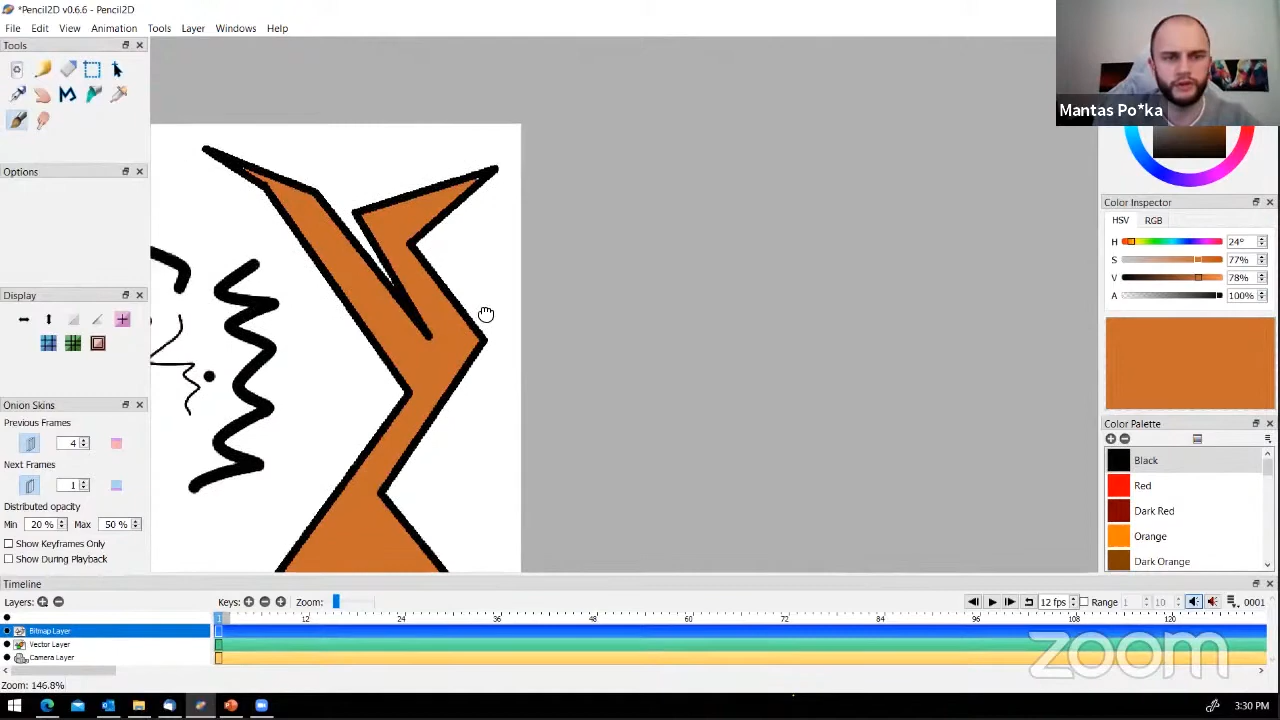 *Pencil2D v0.6.6 - Pencil2D
File Edit View Animation Tools Layer Windows Help
Tools
Mantas Po*ka
Options
Color Inspector
HSV RGB
H 24°
S 77%
V 78%
A 100%
Display
Onion Skins
Previous Frames
4
Next Frames
1
Distributed opacity
Min 20 % Max 50 %
Show Keyframes Only
Show During Playback
Color Palette
Black
Red
Dark Red
Orange
Dark Orange
Timeline
Layers: Keys: Zoom: 12 fps Range 1 10 0001
1 12 24 36 48 60 72 84 96 108 120
Bitmap Layer
Vector Layer
Camera Layer
zoom
Zoom: 146.8%
3:30 PM